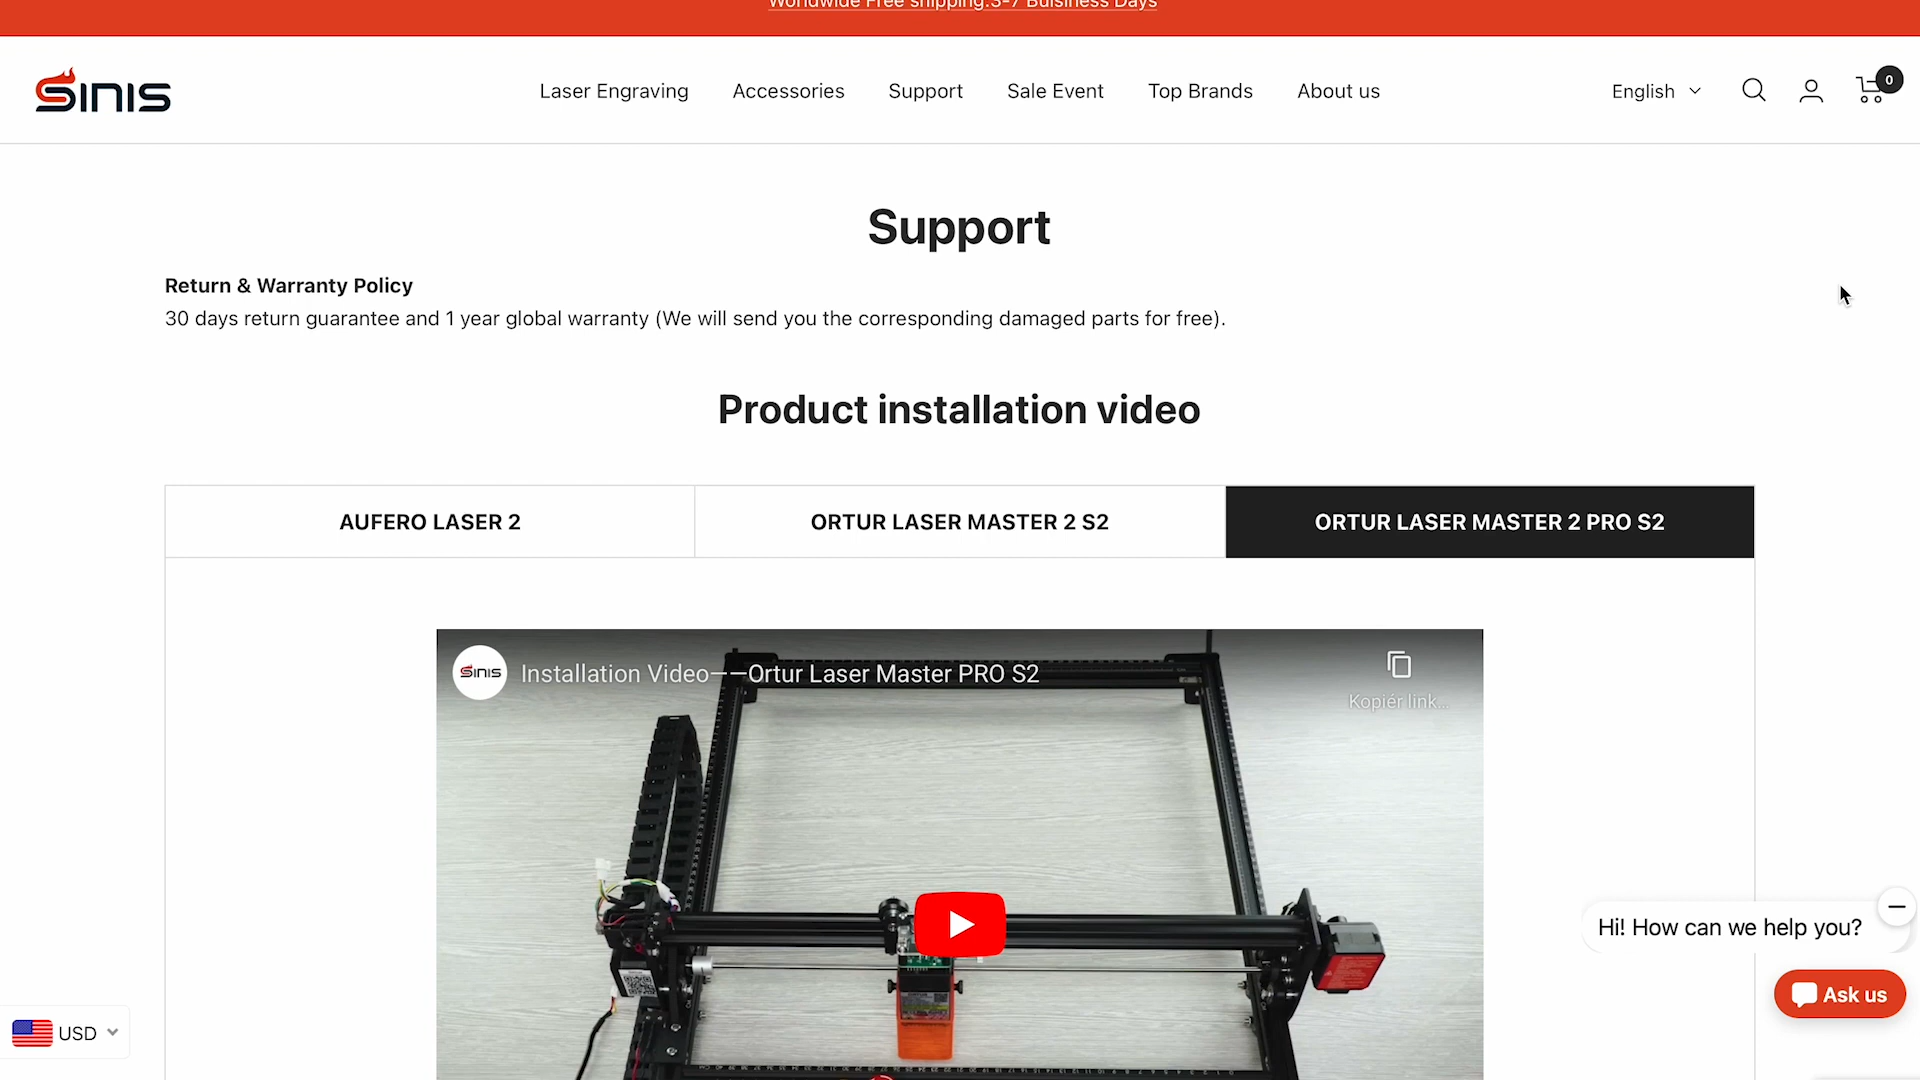 Worldwide Free shipping:3-7 Buisiness Days
SINIS
Laser Engraving
Accessories
Support
Sale Event
Top Brands
About us
English
0
Support
Return & Warranty Policy
30 days return guarantee and 1 year global warranty (We will send you the corresponding damaged parts for free).
Product installation video
AUFERO LASER 2
ORTUR LASER MASTER 2 S2
ORTUR LASER MASTER 2 PRO S2
SINIS
Installation Video——Ortur Laser Master PRO S2
Kopiér link...
Hi! How can we help you?
Ask us
USD